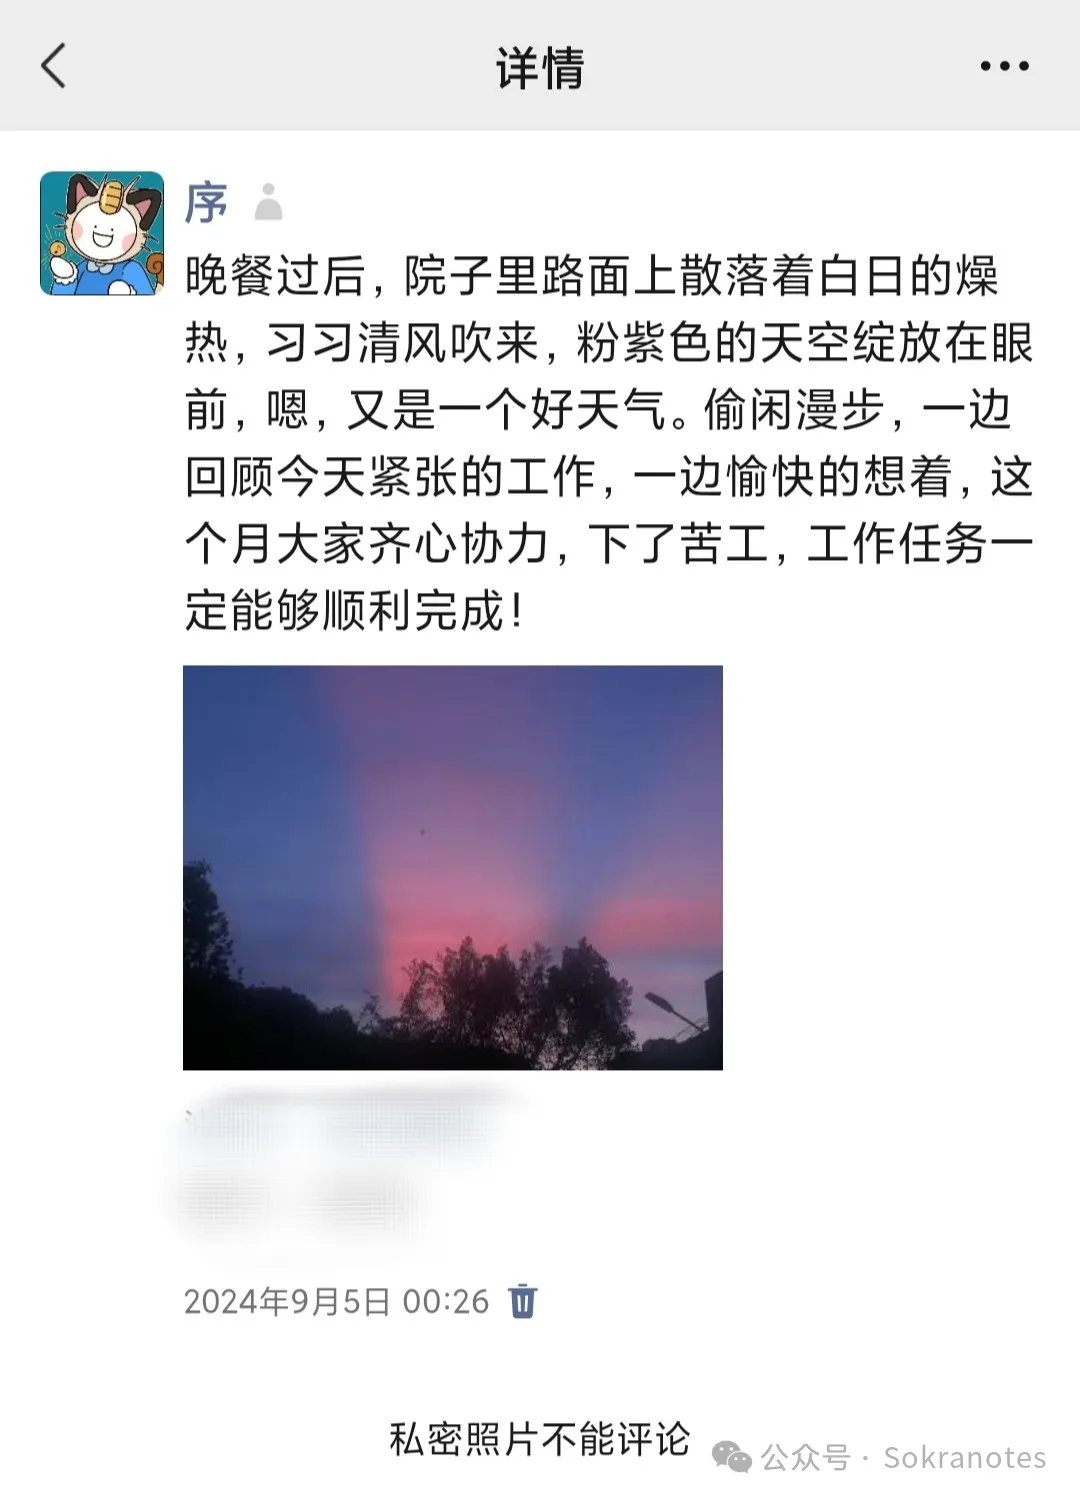 详情
序
晚餐过后，院子里路面上散落着白日的燥
热，习习清风吹来，粉紫色的天空绽放在眼
前，嗯，又是一个好天气。偷闲漫步，一边
回顾今天紧张的工作，一边愉快的想着，这
个月大家齐心协力，下了苦工，工作任务一
定能够顺利完成！
2024年9月5日 00:26
私密照片不能评论
公众号 · Sokranotes